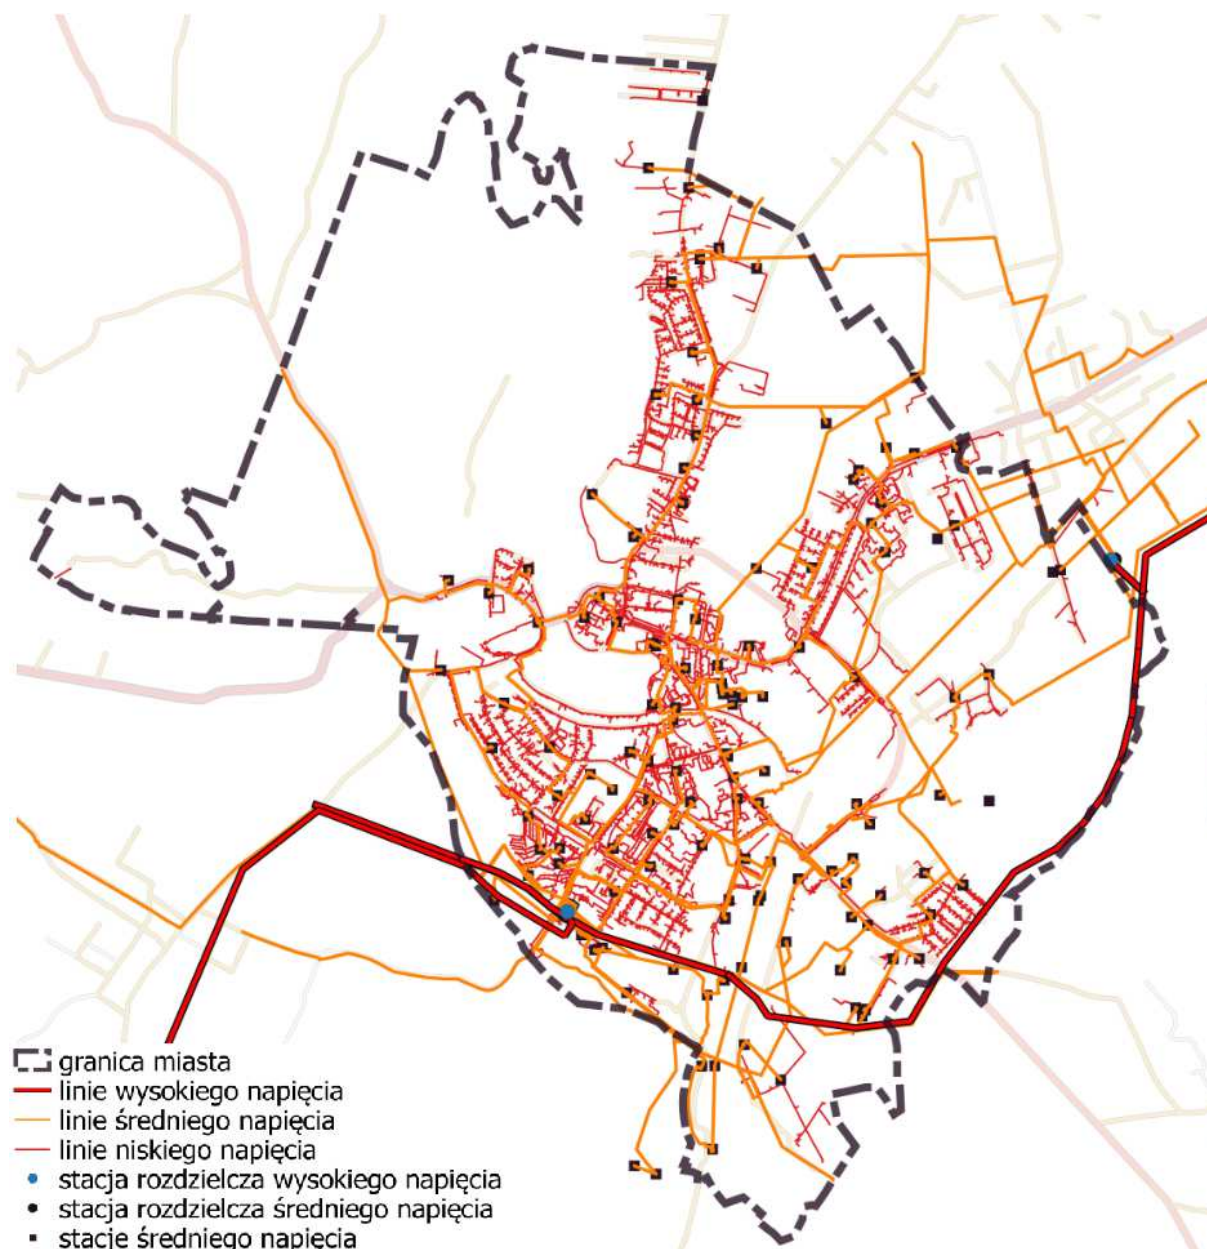 granica miasta
linie wysokiego napięcia
linie średniego napięcia
linie niskiego napięcia
stacja rozdzielcza wysokiego napięcia
stacja rozdzielcza średniego napięcia
stacje średniego napięcia